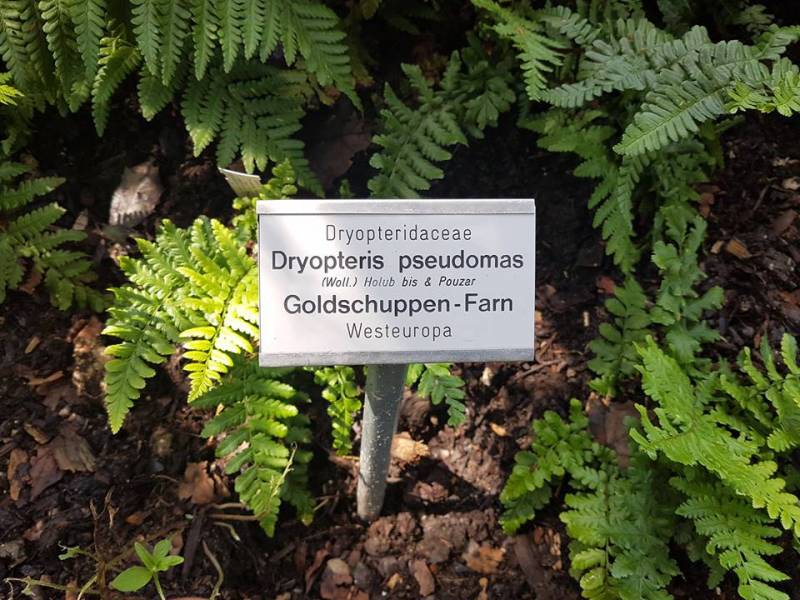 Dryopteridaceae
Dryopteris pseudomas
(Woll.) Holub bis & Pouzar
Goldschuppen-Farn
Westeuropa